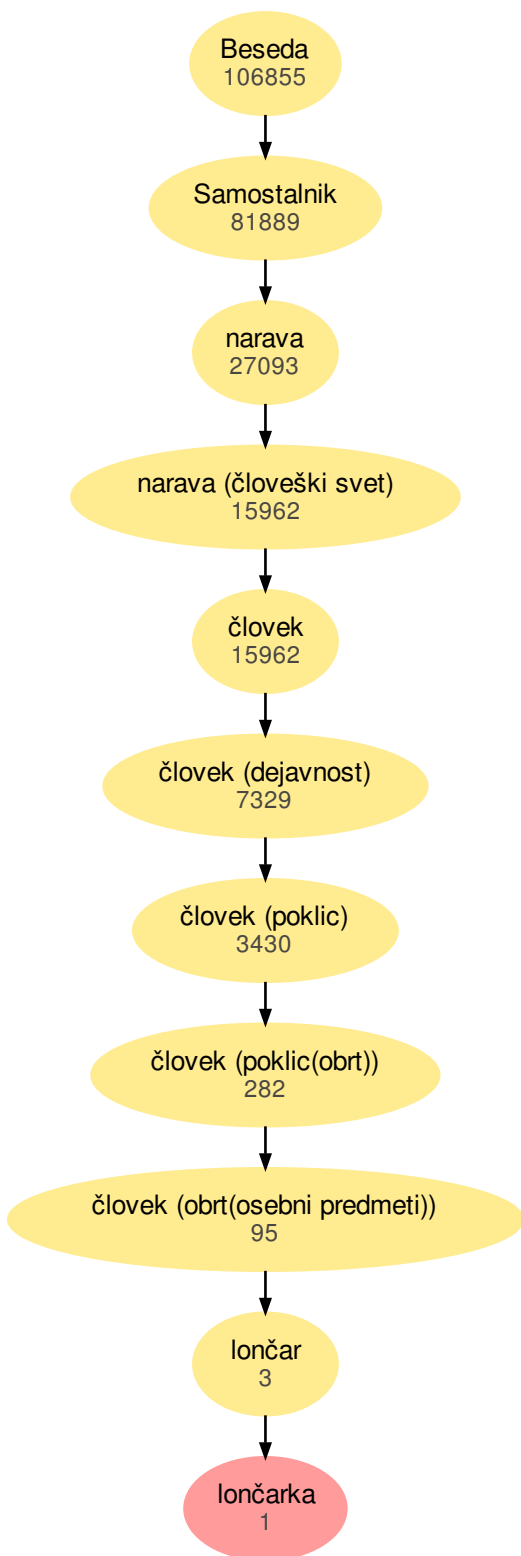 Beseda
106855
Samostalnik
81889
narava
27093
narava (človeški svet)
15962
človek
15962
človek (dejavnost)
7329
človek (poklic)
3430
človek (poklic(obrt))
282
človek (obrt(osebni predmeti))
95
lončar
3
lončarka
1